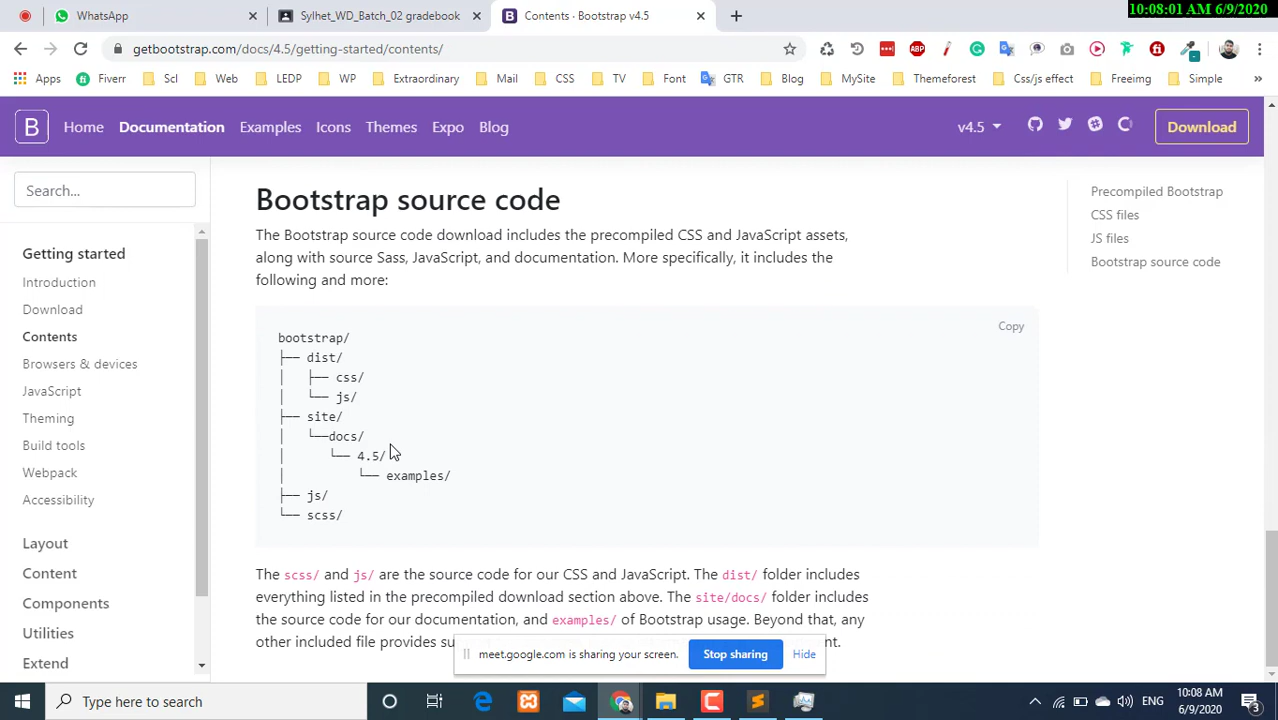 10:08:01 AM 6/9/2020
WhatsApp
Sylhet_WD_Batch_02 gradebook
Contents · Bootstrap v4.5
getbootstrap.com/docs/4.5/getting-started/contents/
Apps
Fiverr
Scl
Web
LEDP
WP
Extraordinary
Mail
CSS
TV
Font
GTR
Blog
MySite
Themeforest
Css/js effect
Freeimg
Simple
B
Home
Documentation
Examples
Icons
Themes
Expo
Blog
v4.5
Download
Search...
Getting started
Introduction
Download
Contents
Browsers & devices
JavaScript
Theming
Build tools
Webpack
Accessibility
Layout
Content
Components
Utilities
Extend
Bootstrap source code
The Bootstrap source code download includes the precompiled CSS and JavaScript assets,
along with source Sass, JavaScript, and documentation. More specifically, it includes the
following and more:
Copy
bootstrap/
├── dist/
│   ├── css/
│   └── js/
├── site/
│   └──docs/
│      └── 4.5/
│          └── examples/
├── js/
└── scss/
The scss/ and js/ are the source code for our CSS and JavaScript. The dist/ folder includes
everything listed in the precompiled download section above. The site/docs/ folder includes
the source code for our documentation, and examples/ of Bootstrap usage. Beyond that, any
other included file provides
Precompiled Bootstrap
CSS files
JS files
Bootstrap source code
meet.google.com is sharing your screen.
Stop sharing
Hide
Type here to search
ENG
10:08 AM
6/9/2020
3